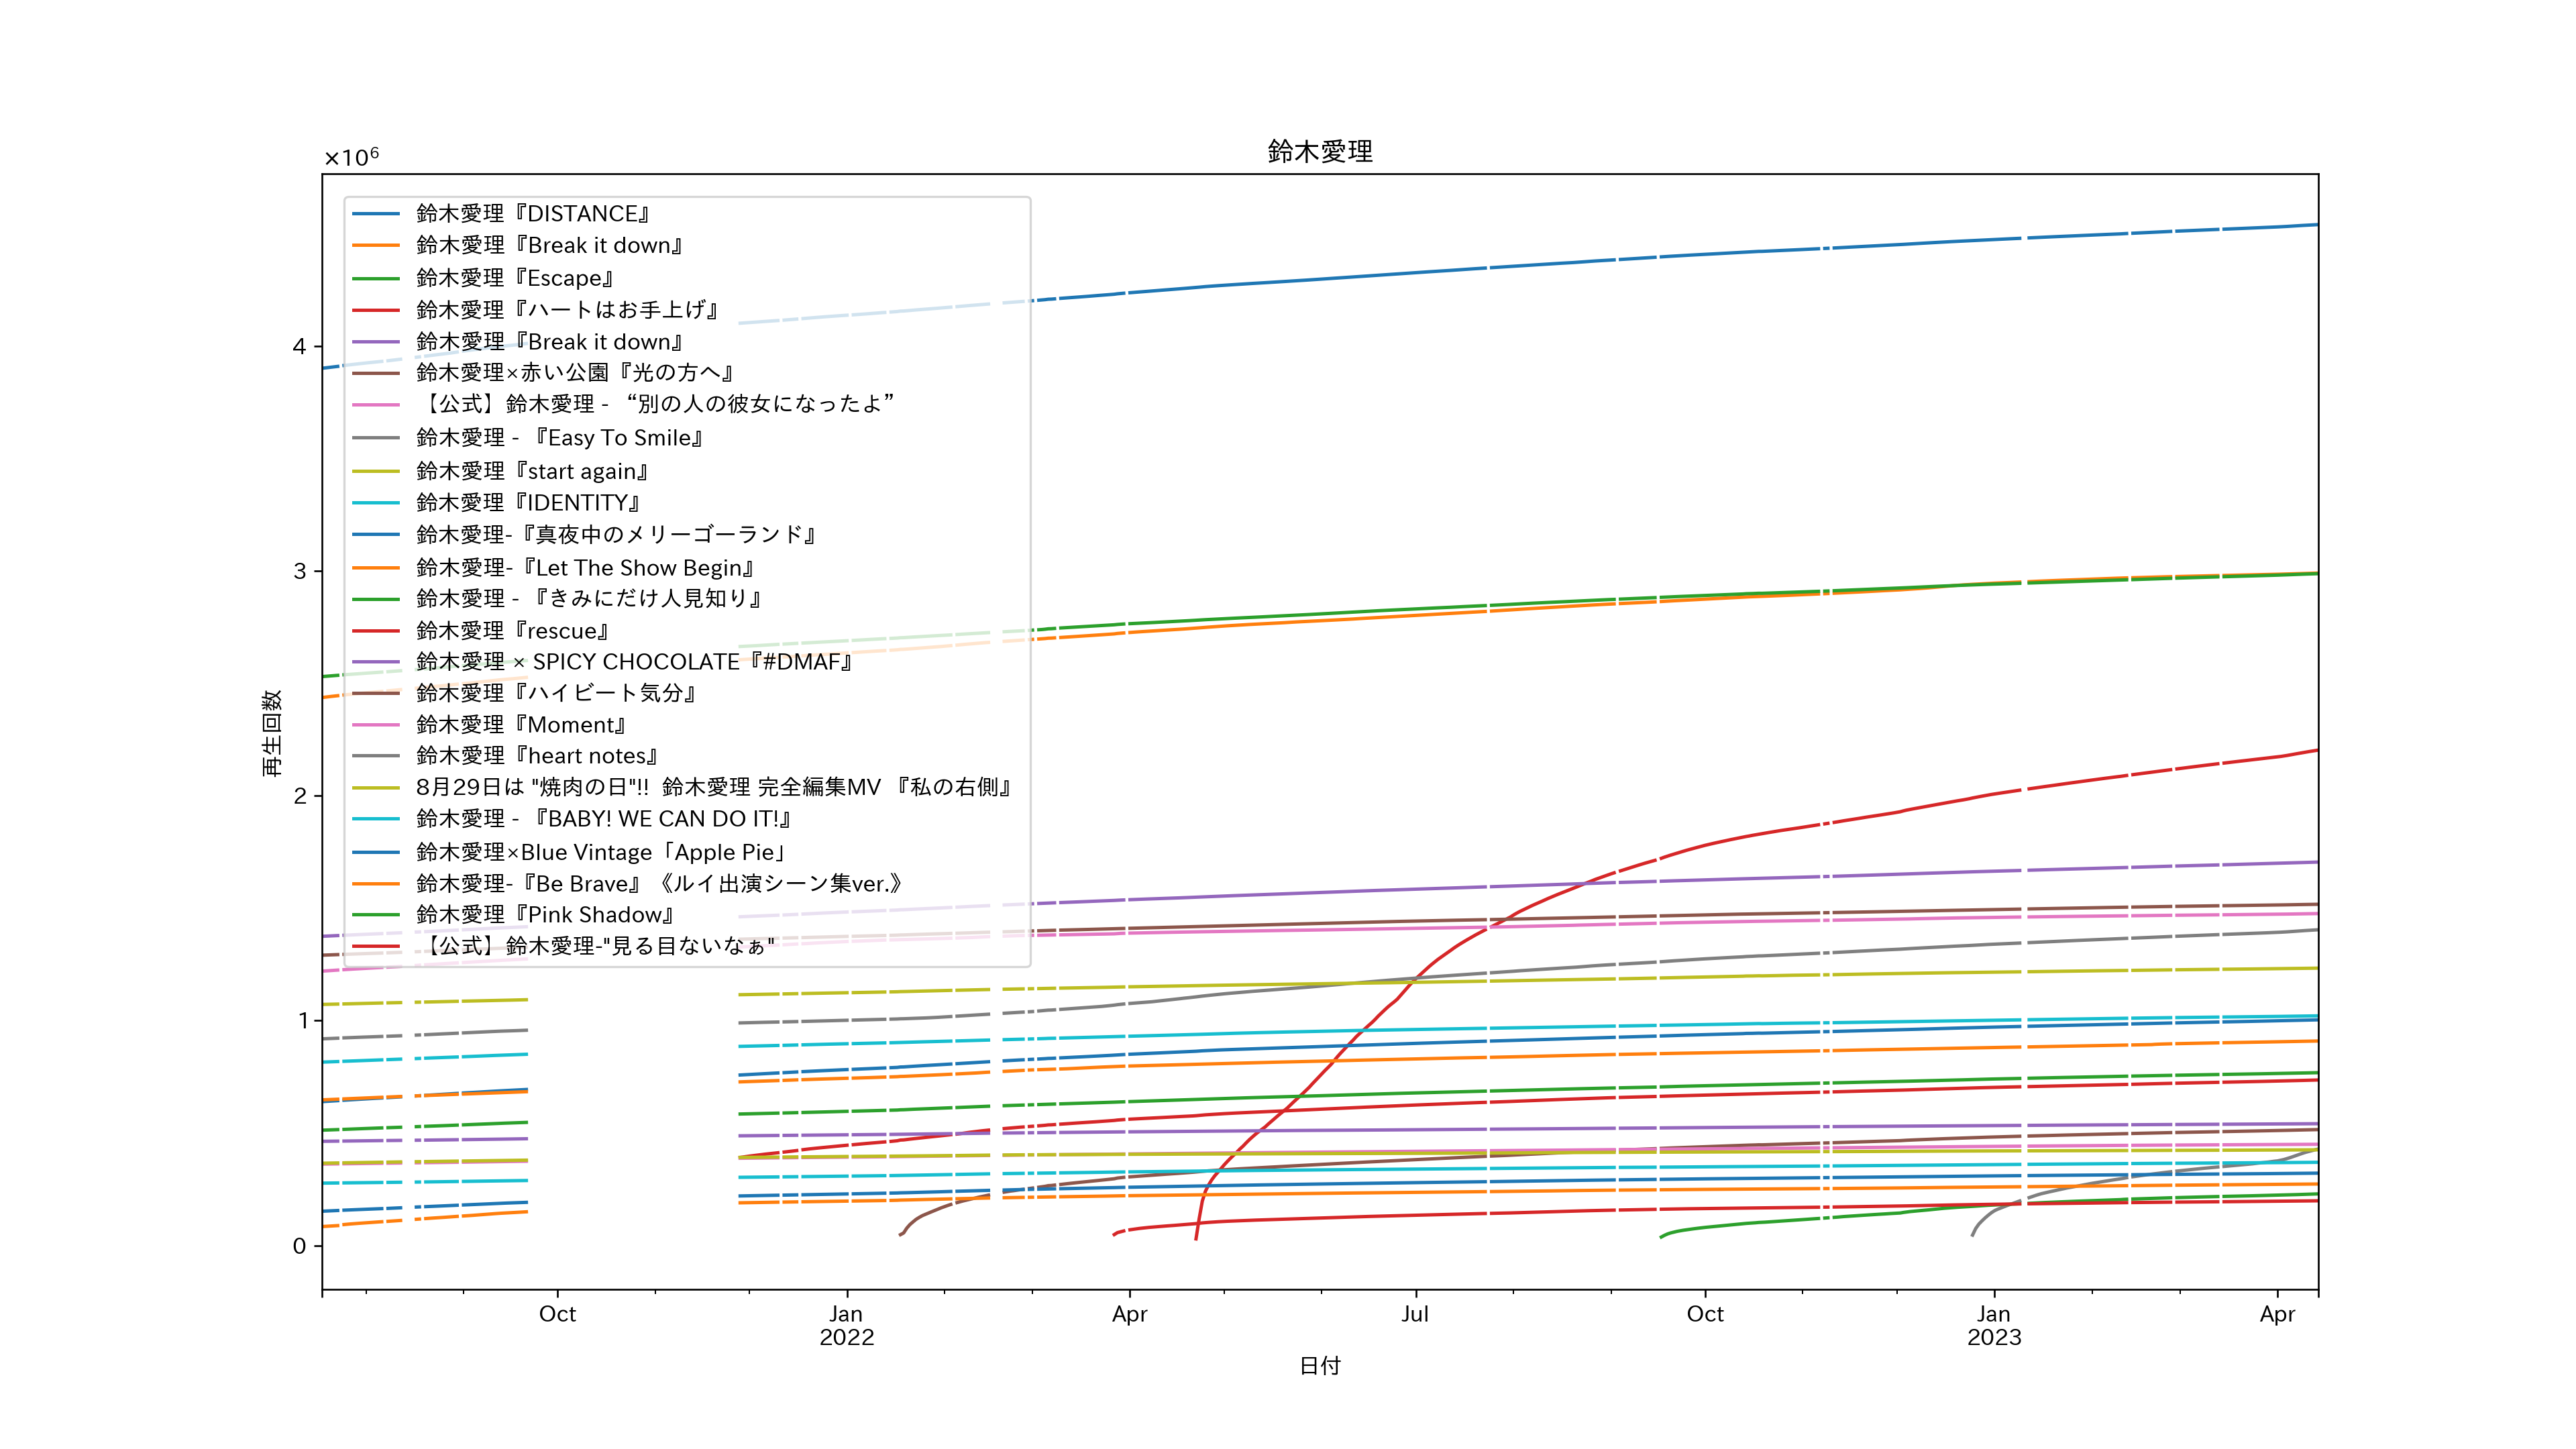 鈴木愛理
×10⁶
鈴木愛理『DISTANCE』
鈴木愛理『Break it down』
鈴木愛理『Escape』
鈴木愛理『ハートはお手上げ』
鈴木愛理『Break it down』
鈴木愛理×赤い公園『光の方へ』
【公式】鈴木愛理 - “別の人の彼女になったよ”
鈴木愛理 - 『Easy To Smile』
鈴木愛理『start again』
鈴木愛理『IDENTITY』
鈴木愛理-『真夜中のメリーゴーランド』
鈴木愛理-『Let The Show Begin』
鈴木愛理 - 『きみにだけ人見知り』
鈴木愛理『rescue』
鈴木愛理 × SPICY CHOCOLATE『#DMAF』
鈴木愛理『ハイビート気分』
鈴木愛理『Moment』
鈴木愛理『heart notes』
8月29日は "焼肉の日"!! 鈴木愛理 完全編集MV 『私の右側』
鈴木愛理 - 『BABY! WE CAN DO IT!』
鈴木愛理×Blue Vintage「Apple Pie」
鈴木愛理-『Be Brave』《ルイ出演シーン集ver.》
鈴木愛理『Pink Shadow』
【公式】鈴木愛理-"見る目ないなぁ"
4
3
2
1
0
再生回数
Oct
Jan
2022
Apr
Jul
Oct
Jan
2023
Apr
日付